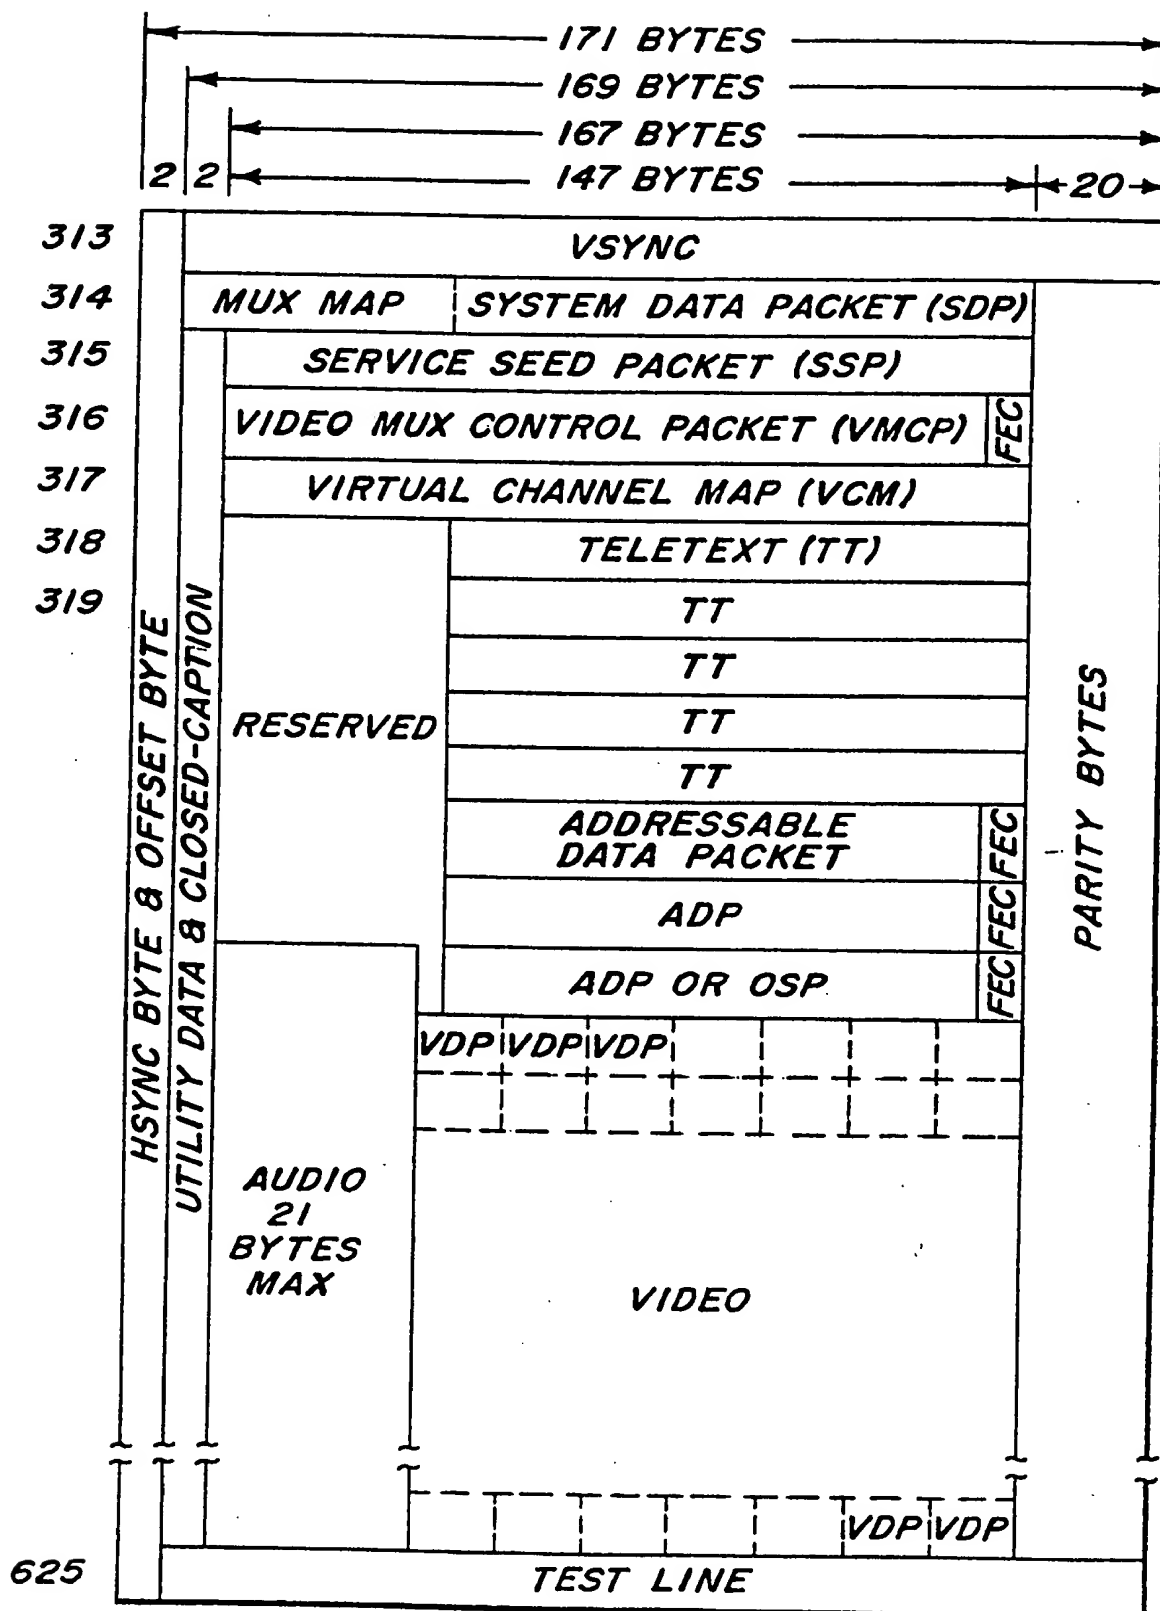 171 BYTES
169 BYTES
167 BYTES
2 2 147 BYTES 20
313 VSYNC
314 MUX MAP SYSTEM DATA PACKET (SDP)
315 SERVICE SEED PACKET (SSP)
316 VIDEO MUX CONTROL PACKET (VMCP) FEC
317 VIRTUAL CHANNEL MAP (VCM)
318 TELETEXT (TT)
319 TT
TT
RESERVED TT
TT
ADDRESSABLE
DATA PACKET FEC
ADP FEC
ADP OR OSP FEC
HSYNC BYTE & OFFSET BYTE
UTILITY DATA & CLOSED-CAPTION
PARITY BYTES
VDP VDP VDP
AUDIO
21
BYTES
MAX
VIDEO
VDP VDP
625 TEST LINE